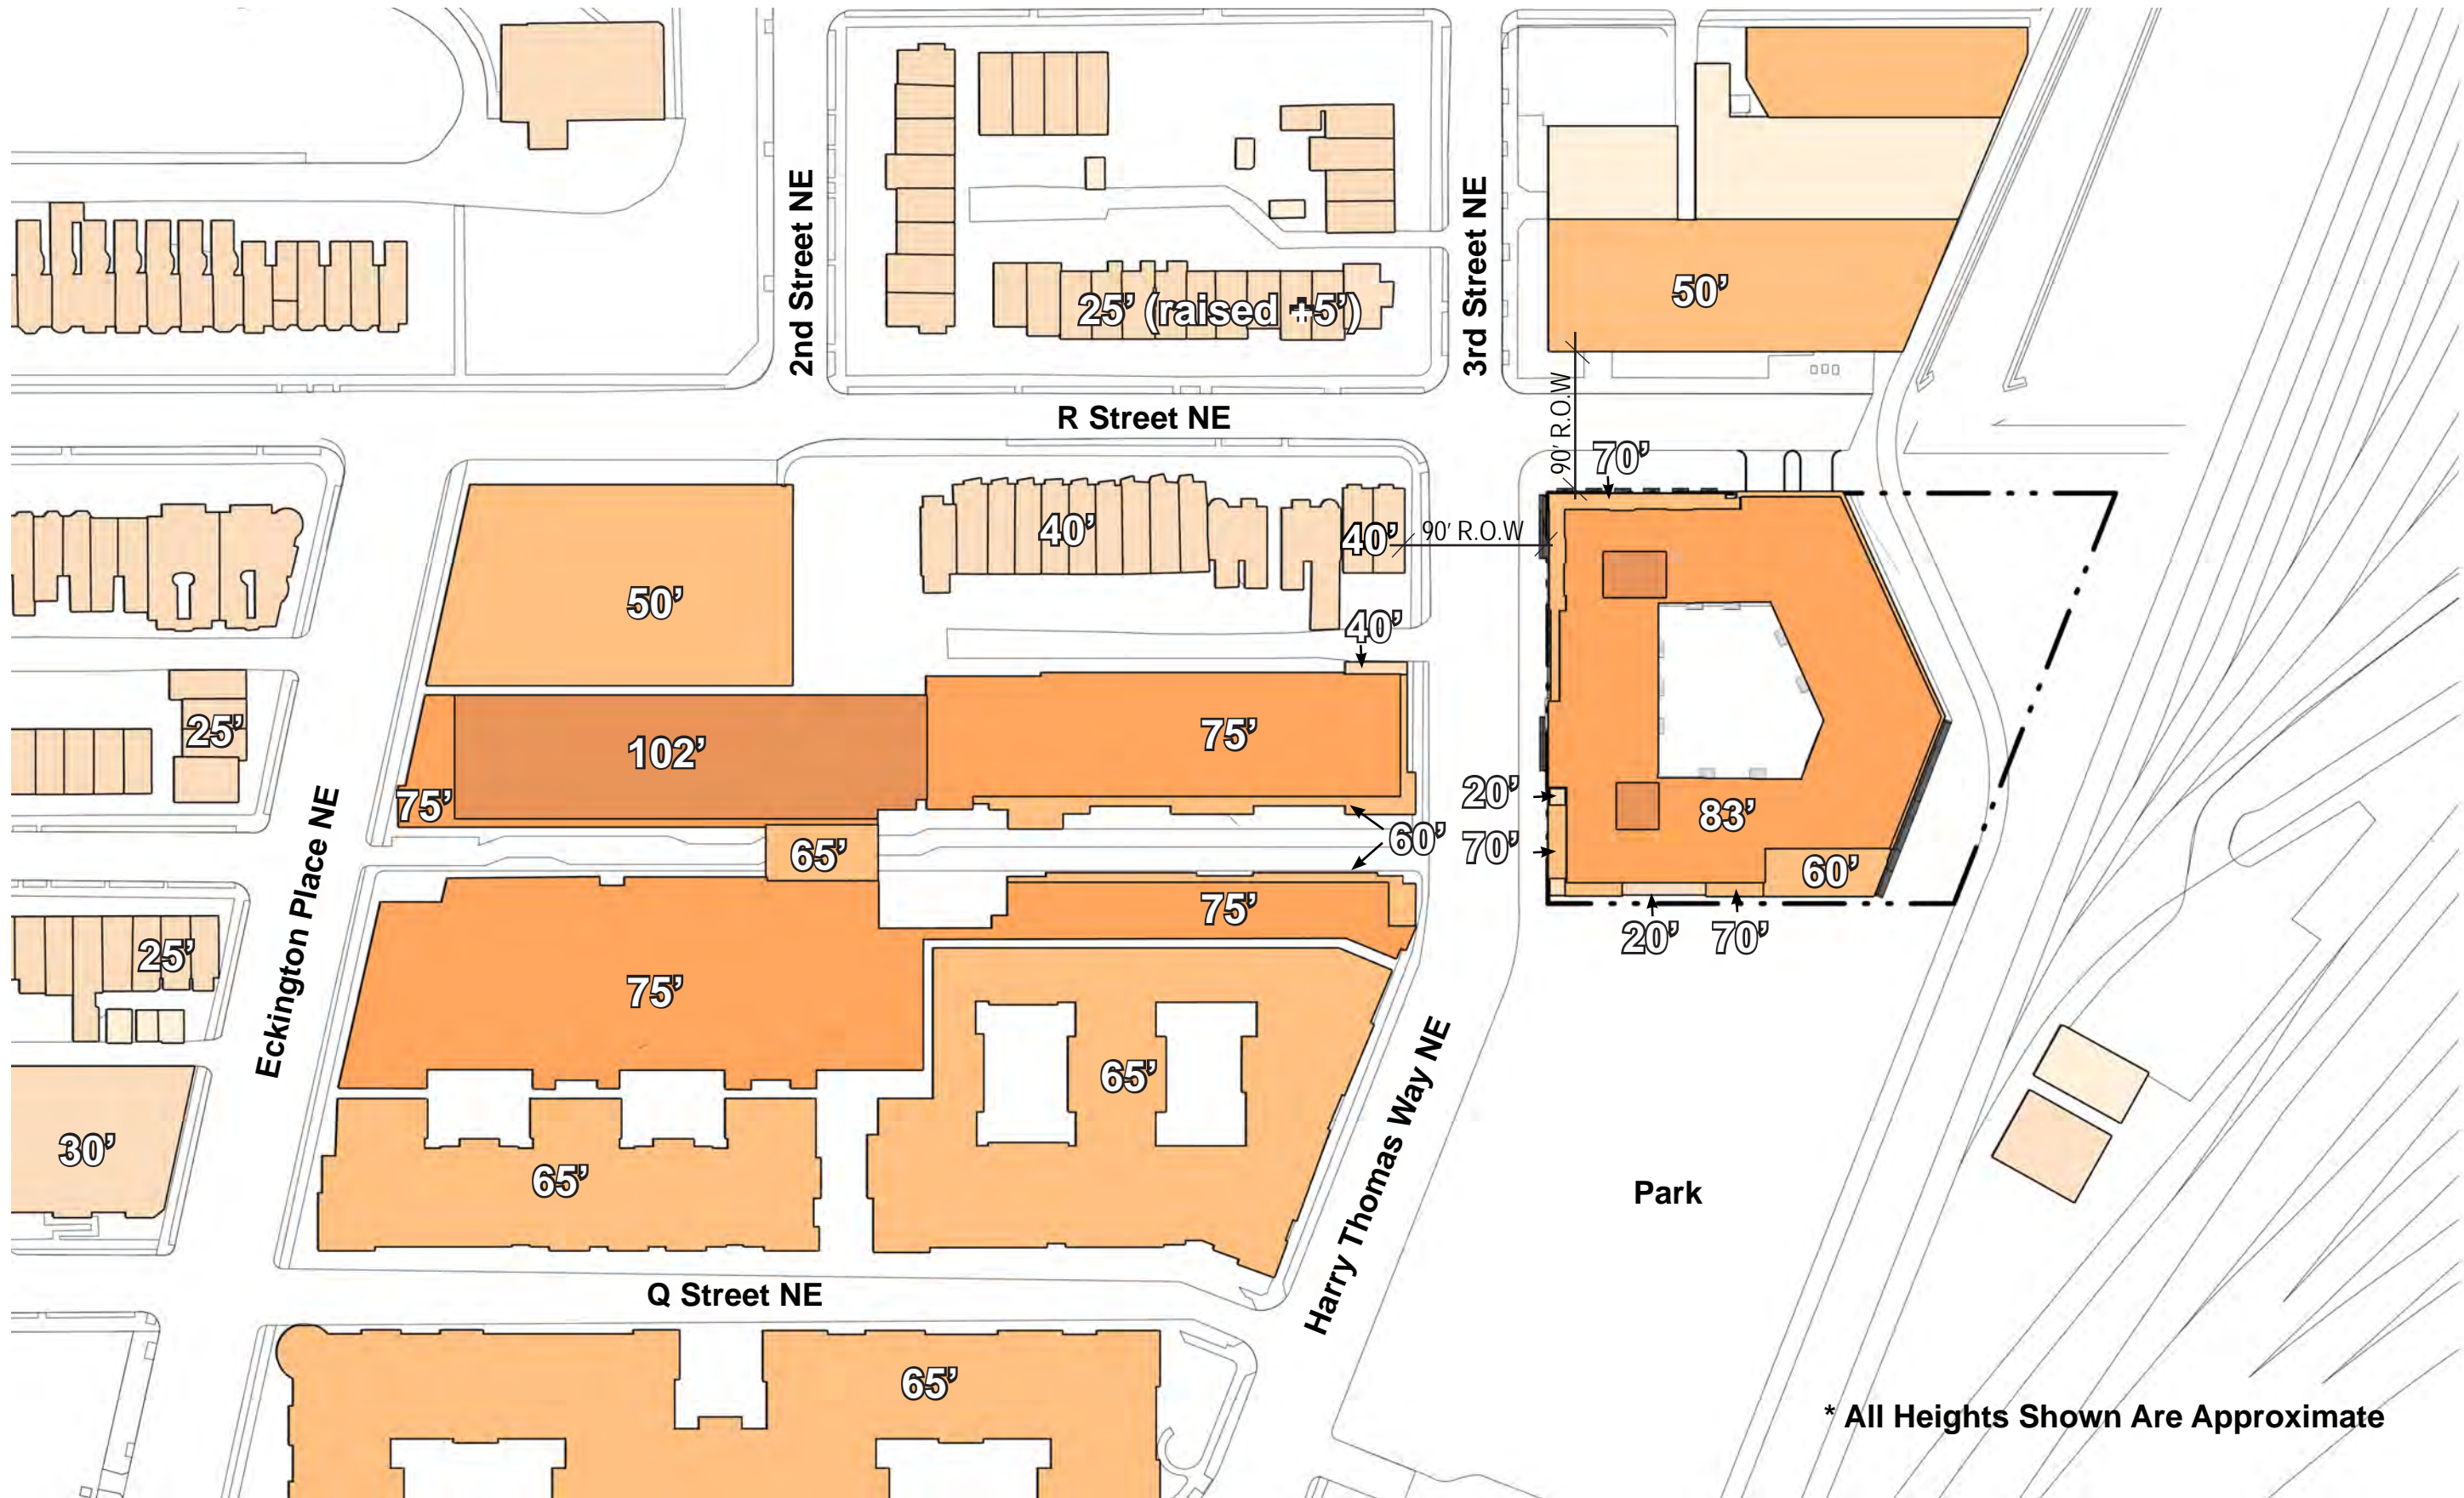 2nd Street NE
3rd Street NE
25’ (raised +5’)
50’
R Street NE
90’ R.O.W
70’
40’
40’
90’ R.O.W
50’
40’
25’
102’
75’
75’
20’
83’
60’
70’
65’
60’
75’
20’
70’
25’
Eckington Place NE
75’
65’
30’
65’
Harry Thomas Way NE
Park
Q Street NE
65’
* All Heights Shown Are Approximate